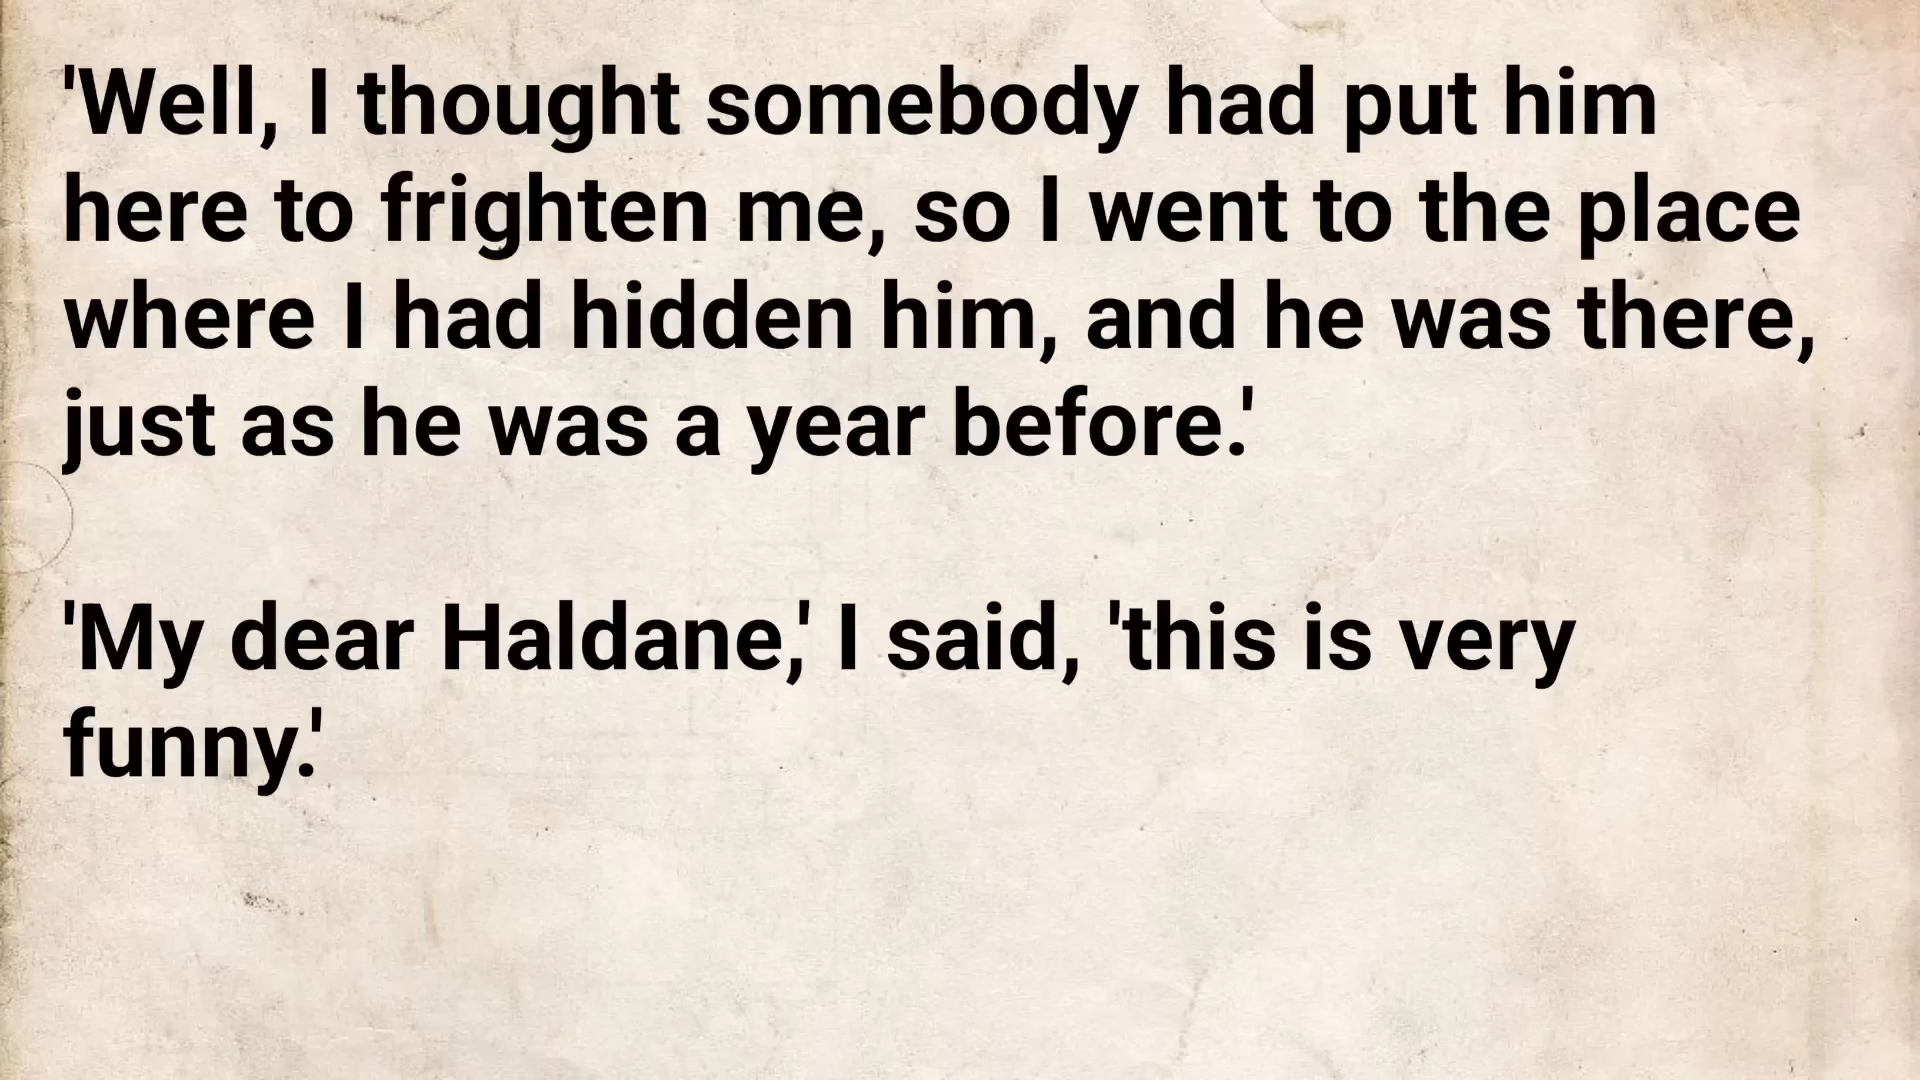 'Well, I thought somebody had put him
here to frighten me, so I went to the place
where I had hidden him, and he was there,
just as he was a year before.'
'My dear Haldane,' I said, 'this is very
funny.'